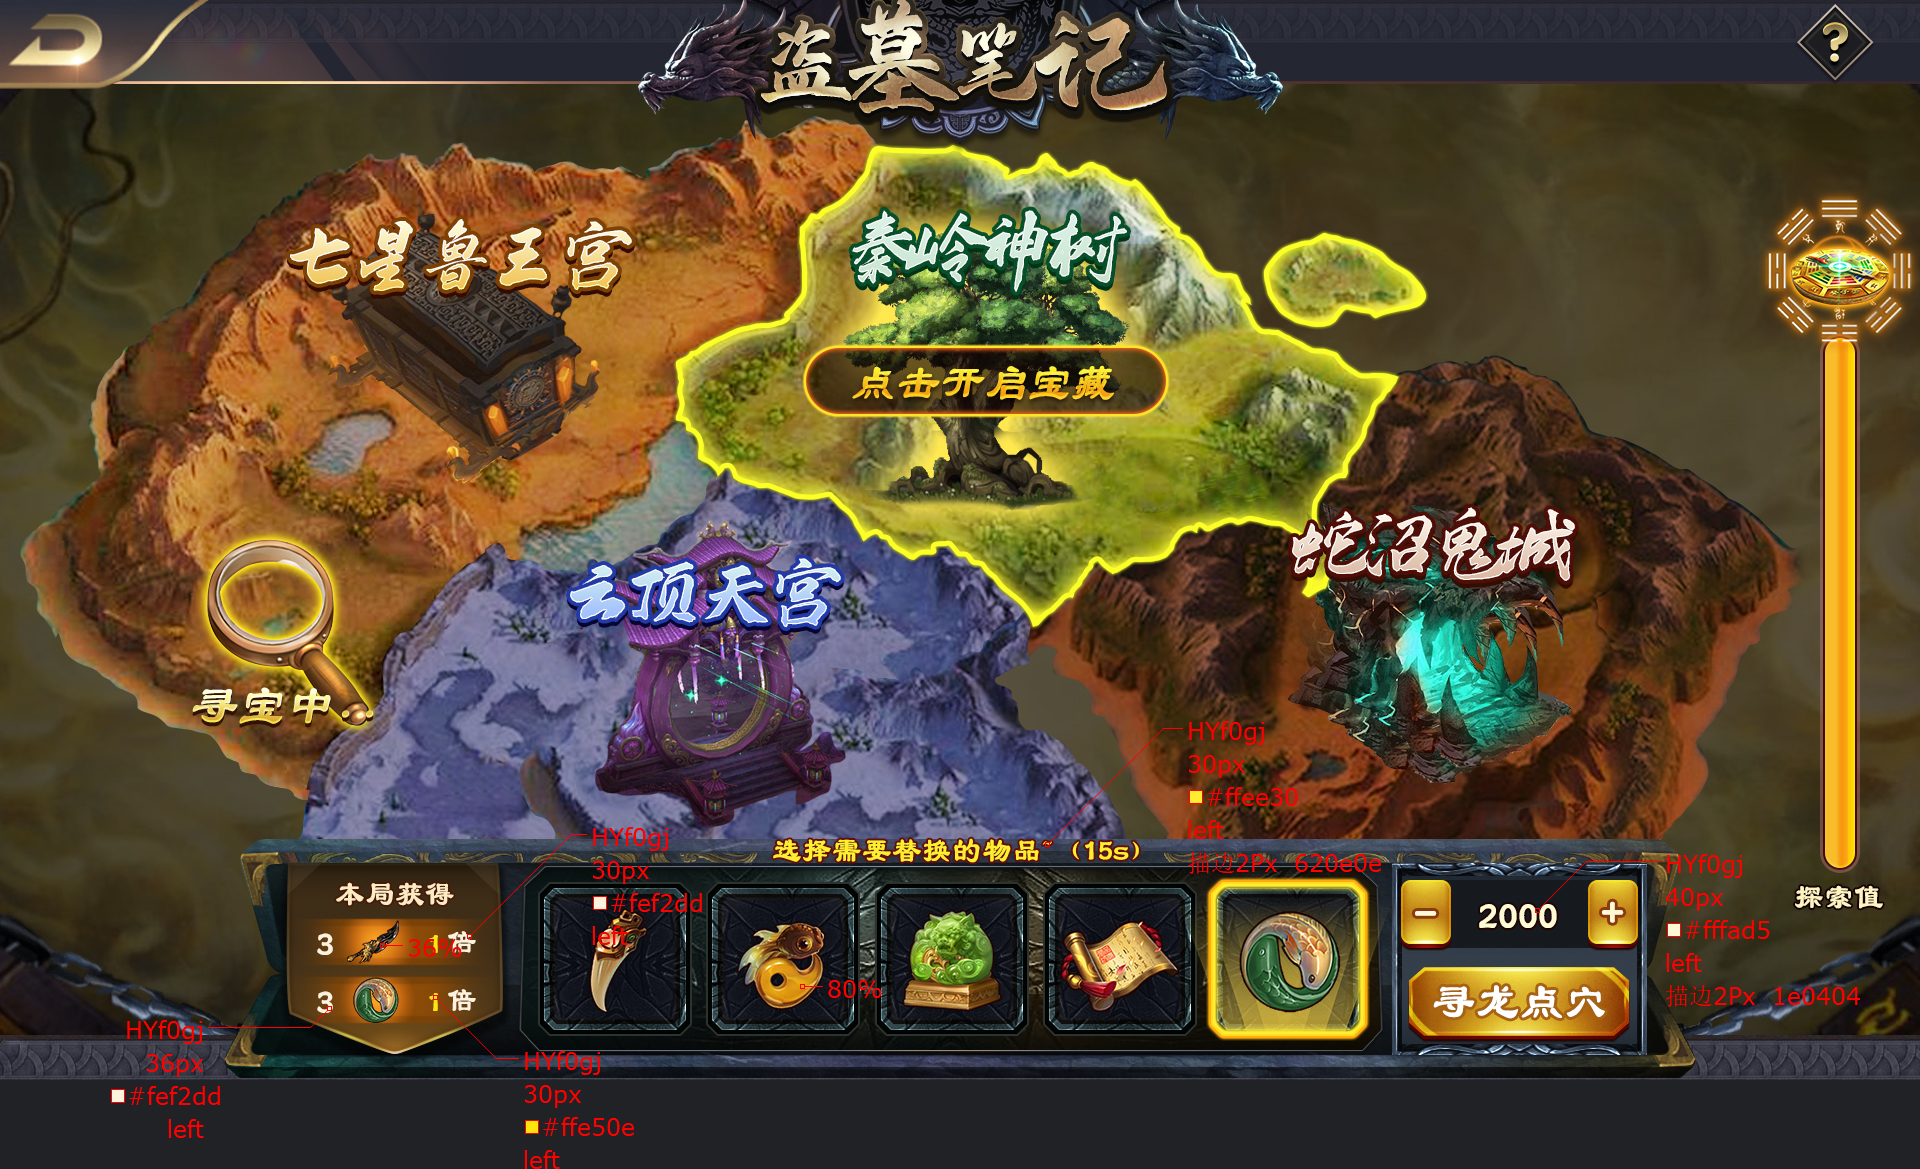 盗墓笔记
?
七星鲁王宫
秦岭神树
点击开启宝藏
蛇沼鬼城
云顶天宫
寻宝中...
探索值
选择需要替换的物品~（15s）
本局获得
3
1倍
3
1倍
2000
寻龙点穴
HYf0gj
30px
#ffee30
left
描边2Px 620e0e
HYf0gj
30px
#fef2dd
left
36%
80%
HYf0gj
40px
#fffad5
left
描边2Px 1e0404
HYf0gj
36px
#fef2dd
left
HYf0gj
30px
#ffe50e
left